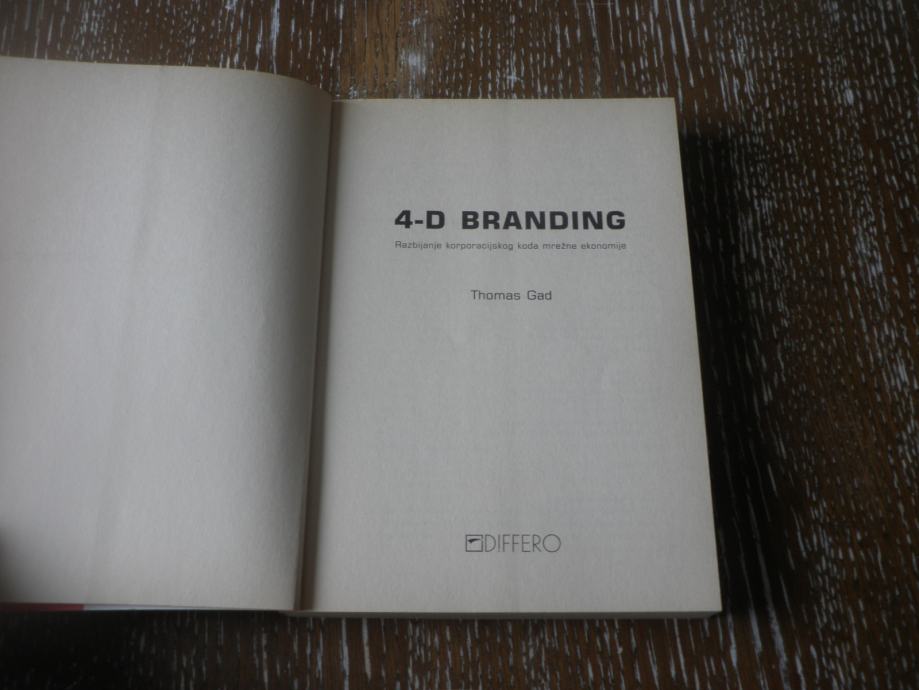 4-D BRANDING
Razbijanje korporacijskog koda mrežne ekonomije
Thomas Gad
DIFFERO